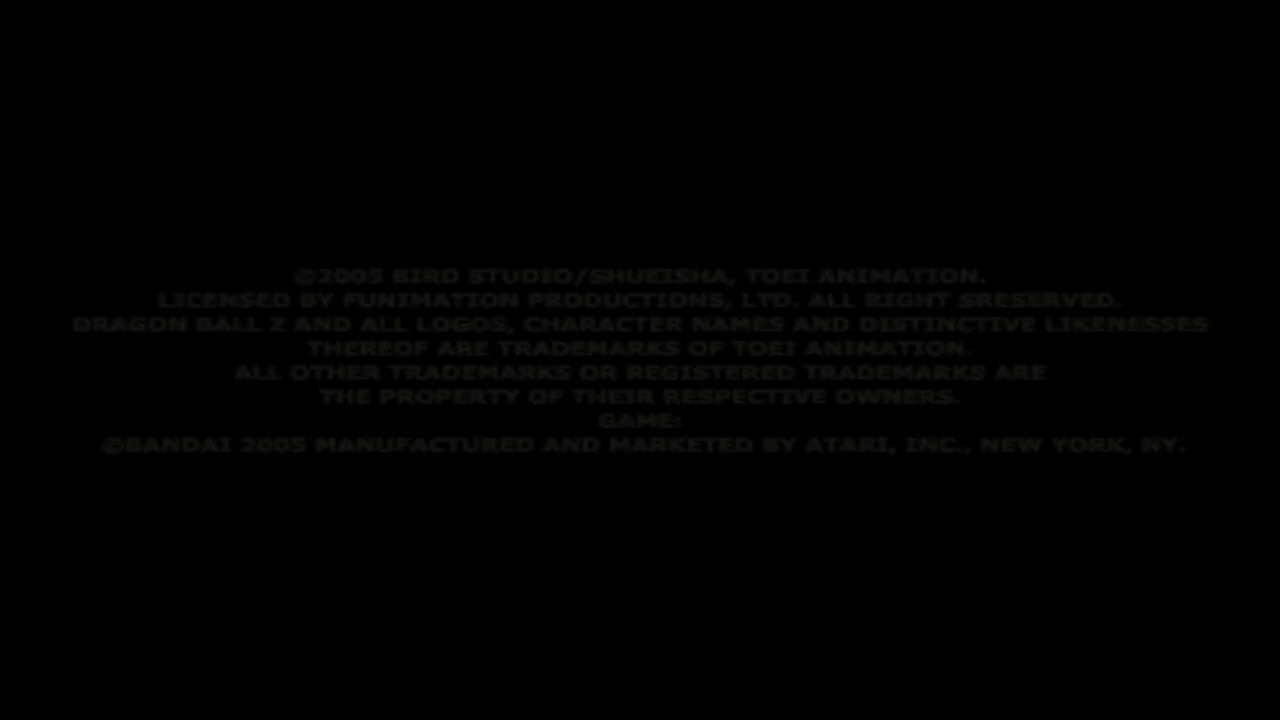 ©2005 BIRD STUDIO/SHUEISHA, TOEI ANIMATION.
LICENSED BY FUNIMATION PRODUCTIONS, LTD. ALL RIGHT SRESERVED.
DRAGON BALL Z AND ALL LOGOS, CHARACTER NAMES AND DISTINCTIVE LIKENESSES
THEREOF ARE TRADEMARKS OF TOEI ANIMATION.
ALL OTHER TRADEMARKS OR REGISTERED TRADEMARKS ARE
THE PROPERTY OF THEIR RESPECTIVE OWNERS.
GAME:
©BANDAI 2005 MANUFACTURED AND MARKETED BY ATARI, INC., NEW YORK, NY.